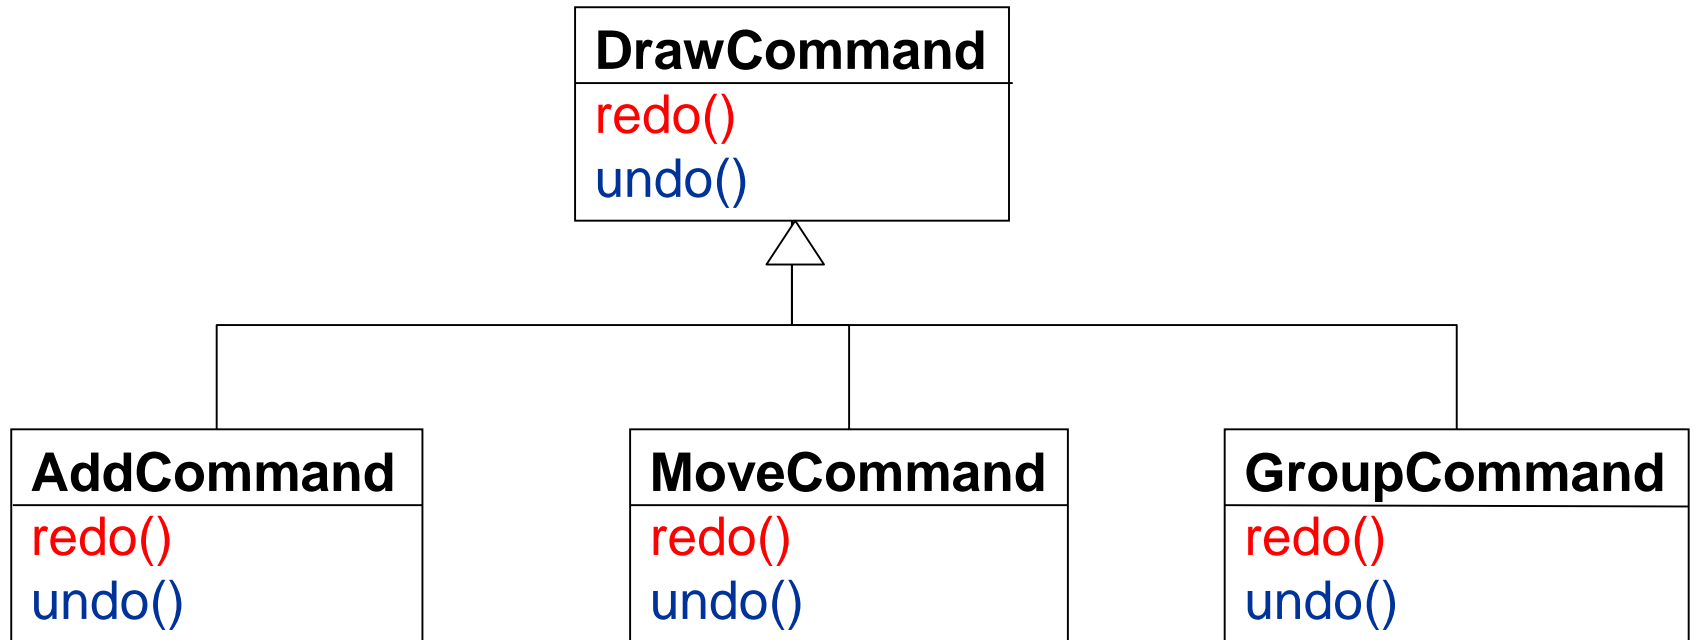 DrawCommand
redo()
undo()
AddCommand
redo()
undo()
MoveCommand
redo()
undo()
GroupCommand
redo()
undo()